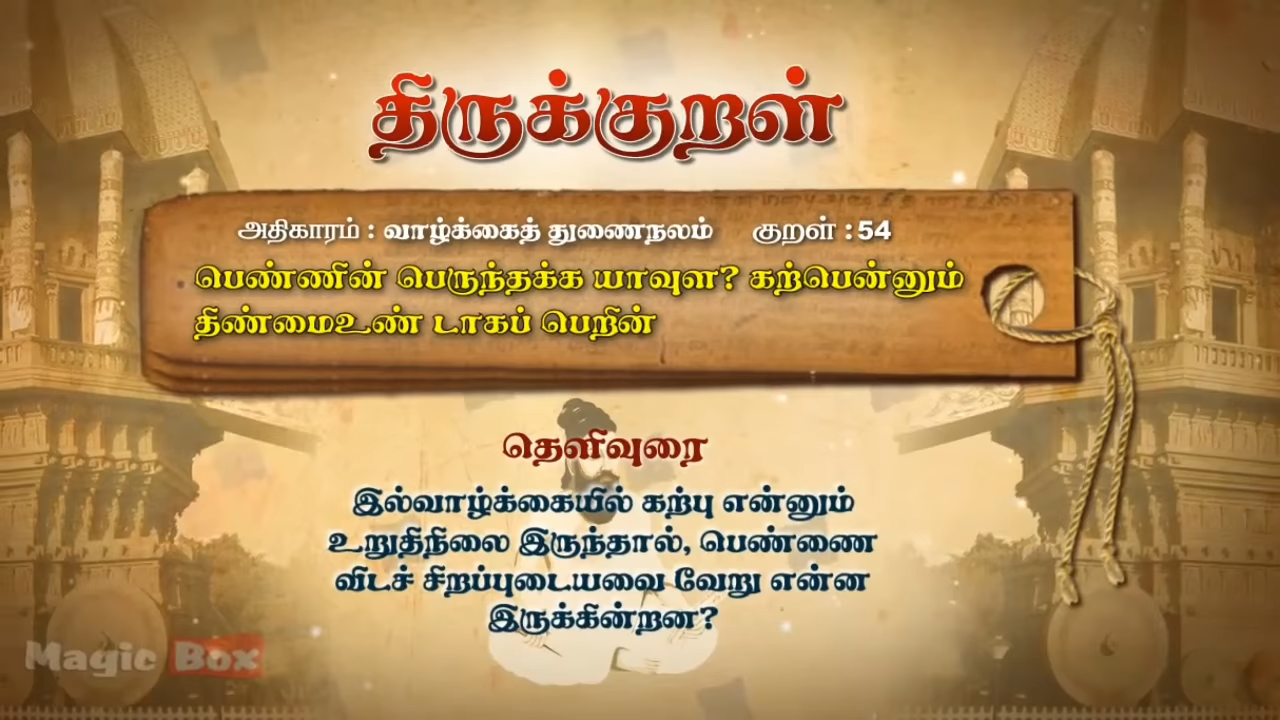 திருக்குறள்
அதிகாரம் : வாழ்க்கைத் துணைநலம் குறள் : 54
பெண்ணின் பெருந்தக்க யாவுள? கற்பென்னும்
திண்மைஉண் டாகப் பெறின்
தெளிவுரை
இல்வாழ்க்கையில் கற்பு என்னும்
உறுதிநிலை இருந்தால், பெண்ணை
விடச் சிறப்புடையவை வேறு என்ன
இருக்கின்றன?
Magic Box